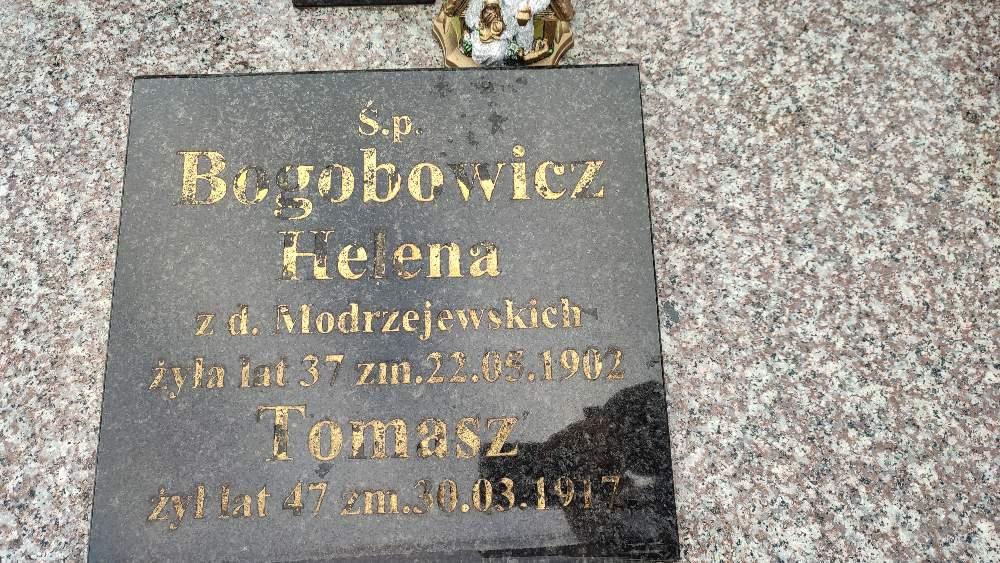 Ś.p.
Bogobowicz
Helena
z d. Modrzejewskich
żyła lat 37 zm.22.05.1902
Tomasz
żył lat 47 zm.30.03.1917